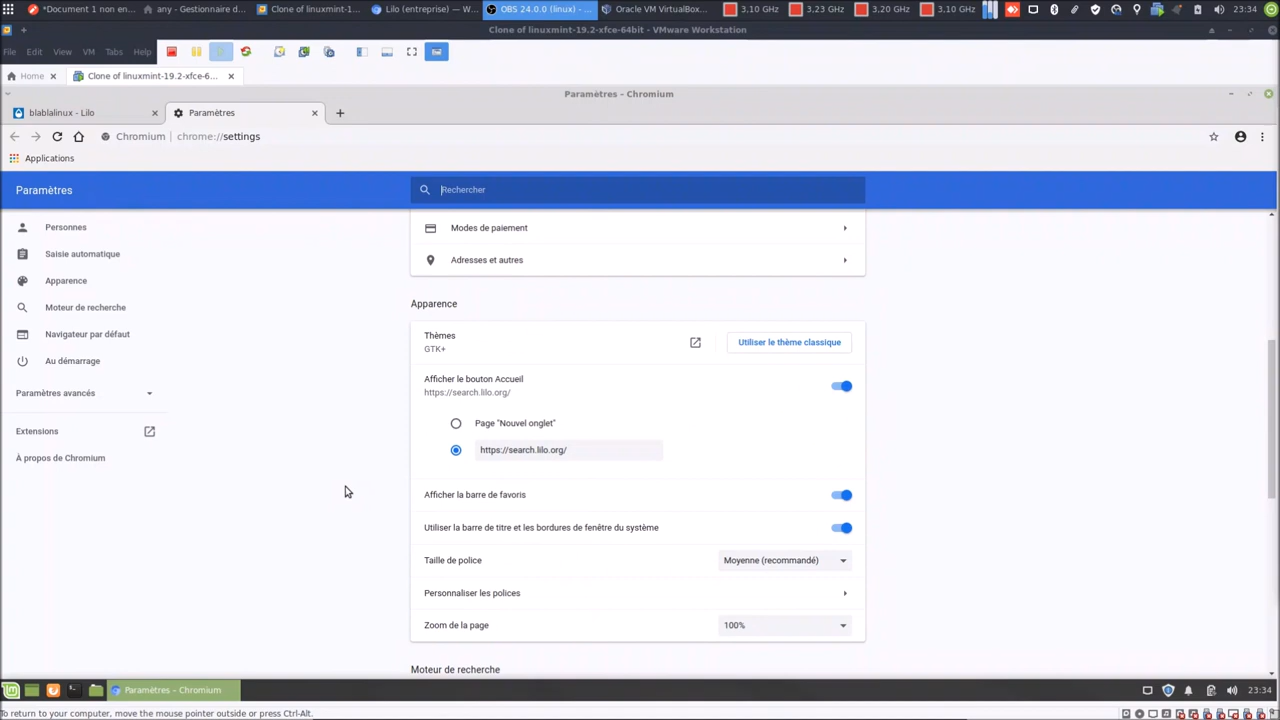 *Document 1 non en...
any - Gestionnaire d...
Clone of linuxmint-1...
Lilo (entreprise) — W...
OBS 24.0.0 (linux) - ...
Oracle VM VirtualBox...
3,10 GHz
3,23 GHz
3,20 GHz
23:34
Clone of linuxmint-19.2-xfce-64bit - VMware Workstation
File Edit View VM Tabs Help
Home
Clone of linuxmint-19.2-xfce-6...
Paramètres – Chromium
blablalinux - Lilo
Paramètres
Chromium | chrome://settings
Applications
Paramètres
Rechercher
Personnes
Saisie automatique
Apparence
Moteur de recherche
Navigateur par défaut
Au démarrage
Paramètres avancés
Extensions
À propos de Chromium
Modes de paiement
Adresses et autres
Apparence
Thèmes
GTK+
Utiliser le thème classique
Afficher le bouton Accueil
https://search.lilo.org/
Page "Nouvel onglet"
https://search.lilo.org/
Afficher la barre de favoris
Utiliser la barre de titre et les bordures de fenêtre du système
Taille de police
Moyenne (recommandé)
Personnaliser les polices
Zoom de la page
100%
Moteur de recherche
Paramètres – Chromium
23:34
To return to your computer, move the mouse pointer outside or press Ctrl-Alt.